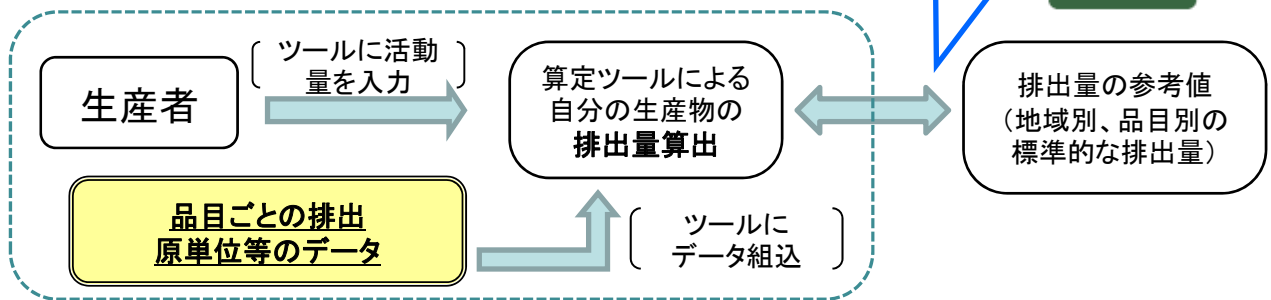 生産者
ツールに活動
量を入力
算定ツールによる
自分の生産物の
排出量算出
排出量の参考値
（地域別、品目別の
標準的な排出量）
品目ごとの排出
原単位等のデータ
ツールに
データ組込